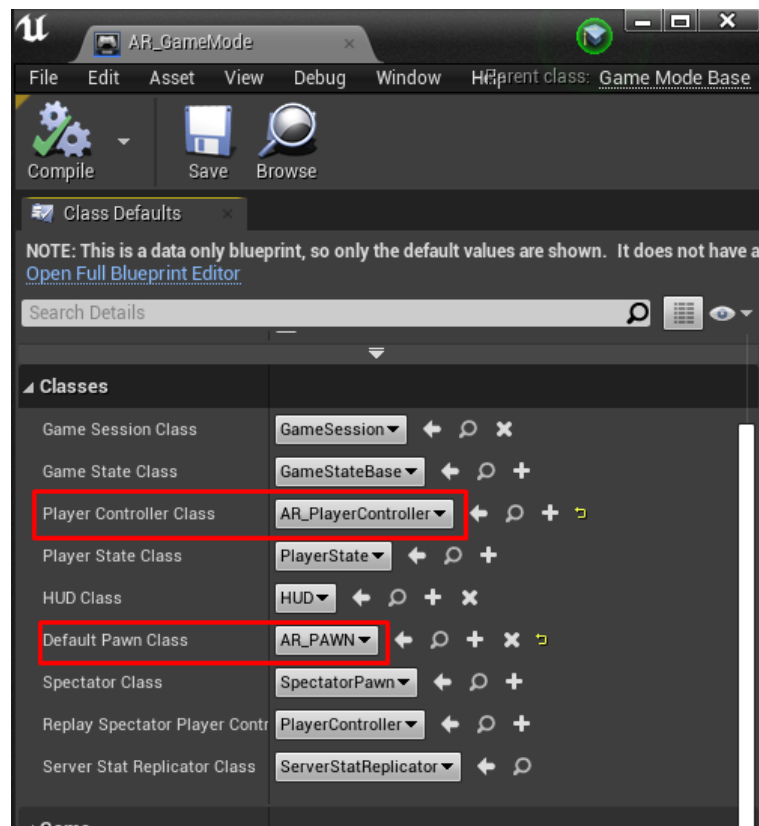 AR_GameMode
File Edit Asset View Debug Window Help Parent class: Game Mode Base
Compile Save Browse
Class Defaults
NOTE: This is a data only blueprint, so only the default values are shown. It does not have a
Open Full Blueprint Editor
Search Details
Classes
Game Session Class GameSession
Game State Class GameStateBase
Player Controller Class AR_PlayerController
Player State Class PlayerState
HUD Class HUD
Default Pawn Class AR_PAWN
Spectator Class SpectatorPawn
Replay Spectator Player Contr PlayerController
Server Stat Replicator Class ServerStatReplicator